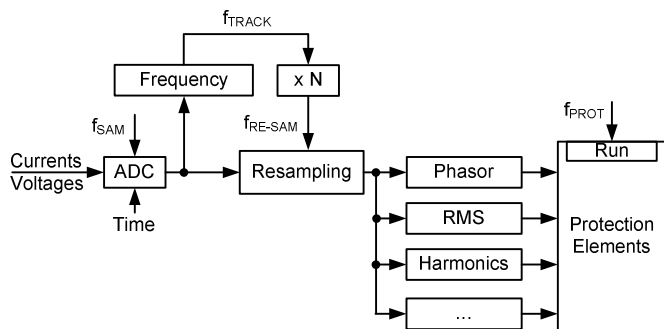 fTRACK
Frequency
x N
fSAM
fRE-SAM
fPROT
Currents
Voltages
ADC
Resampling
Phasor
Run
Time
RMS
Protection
Elements
Harmonics
...